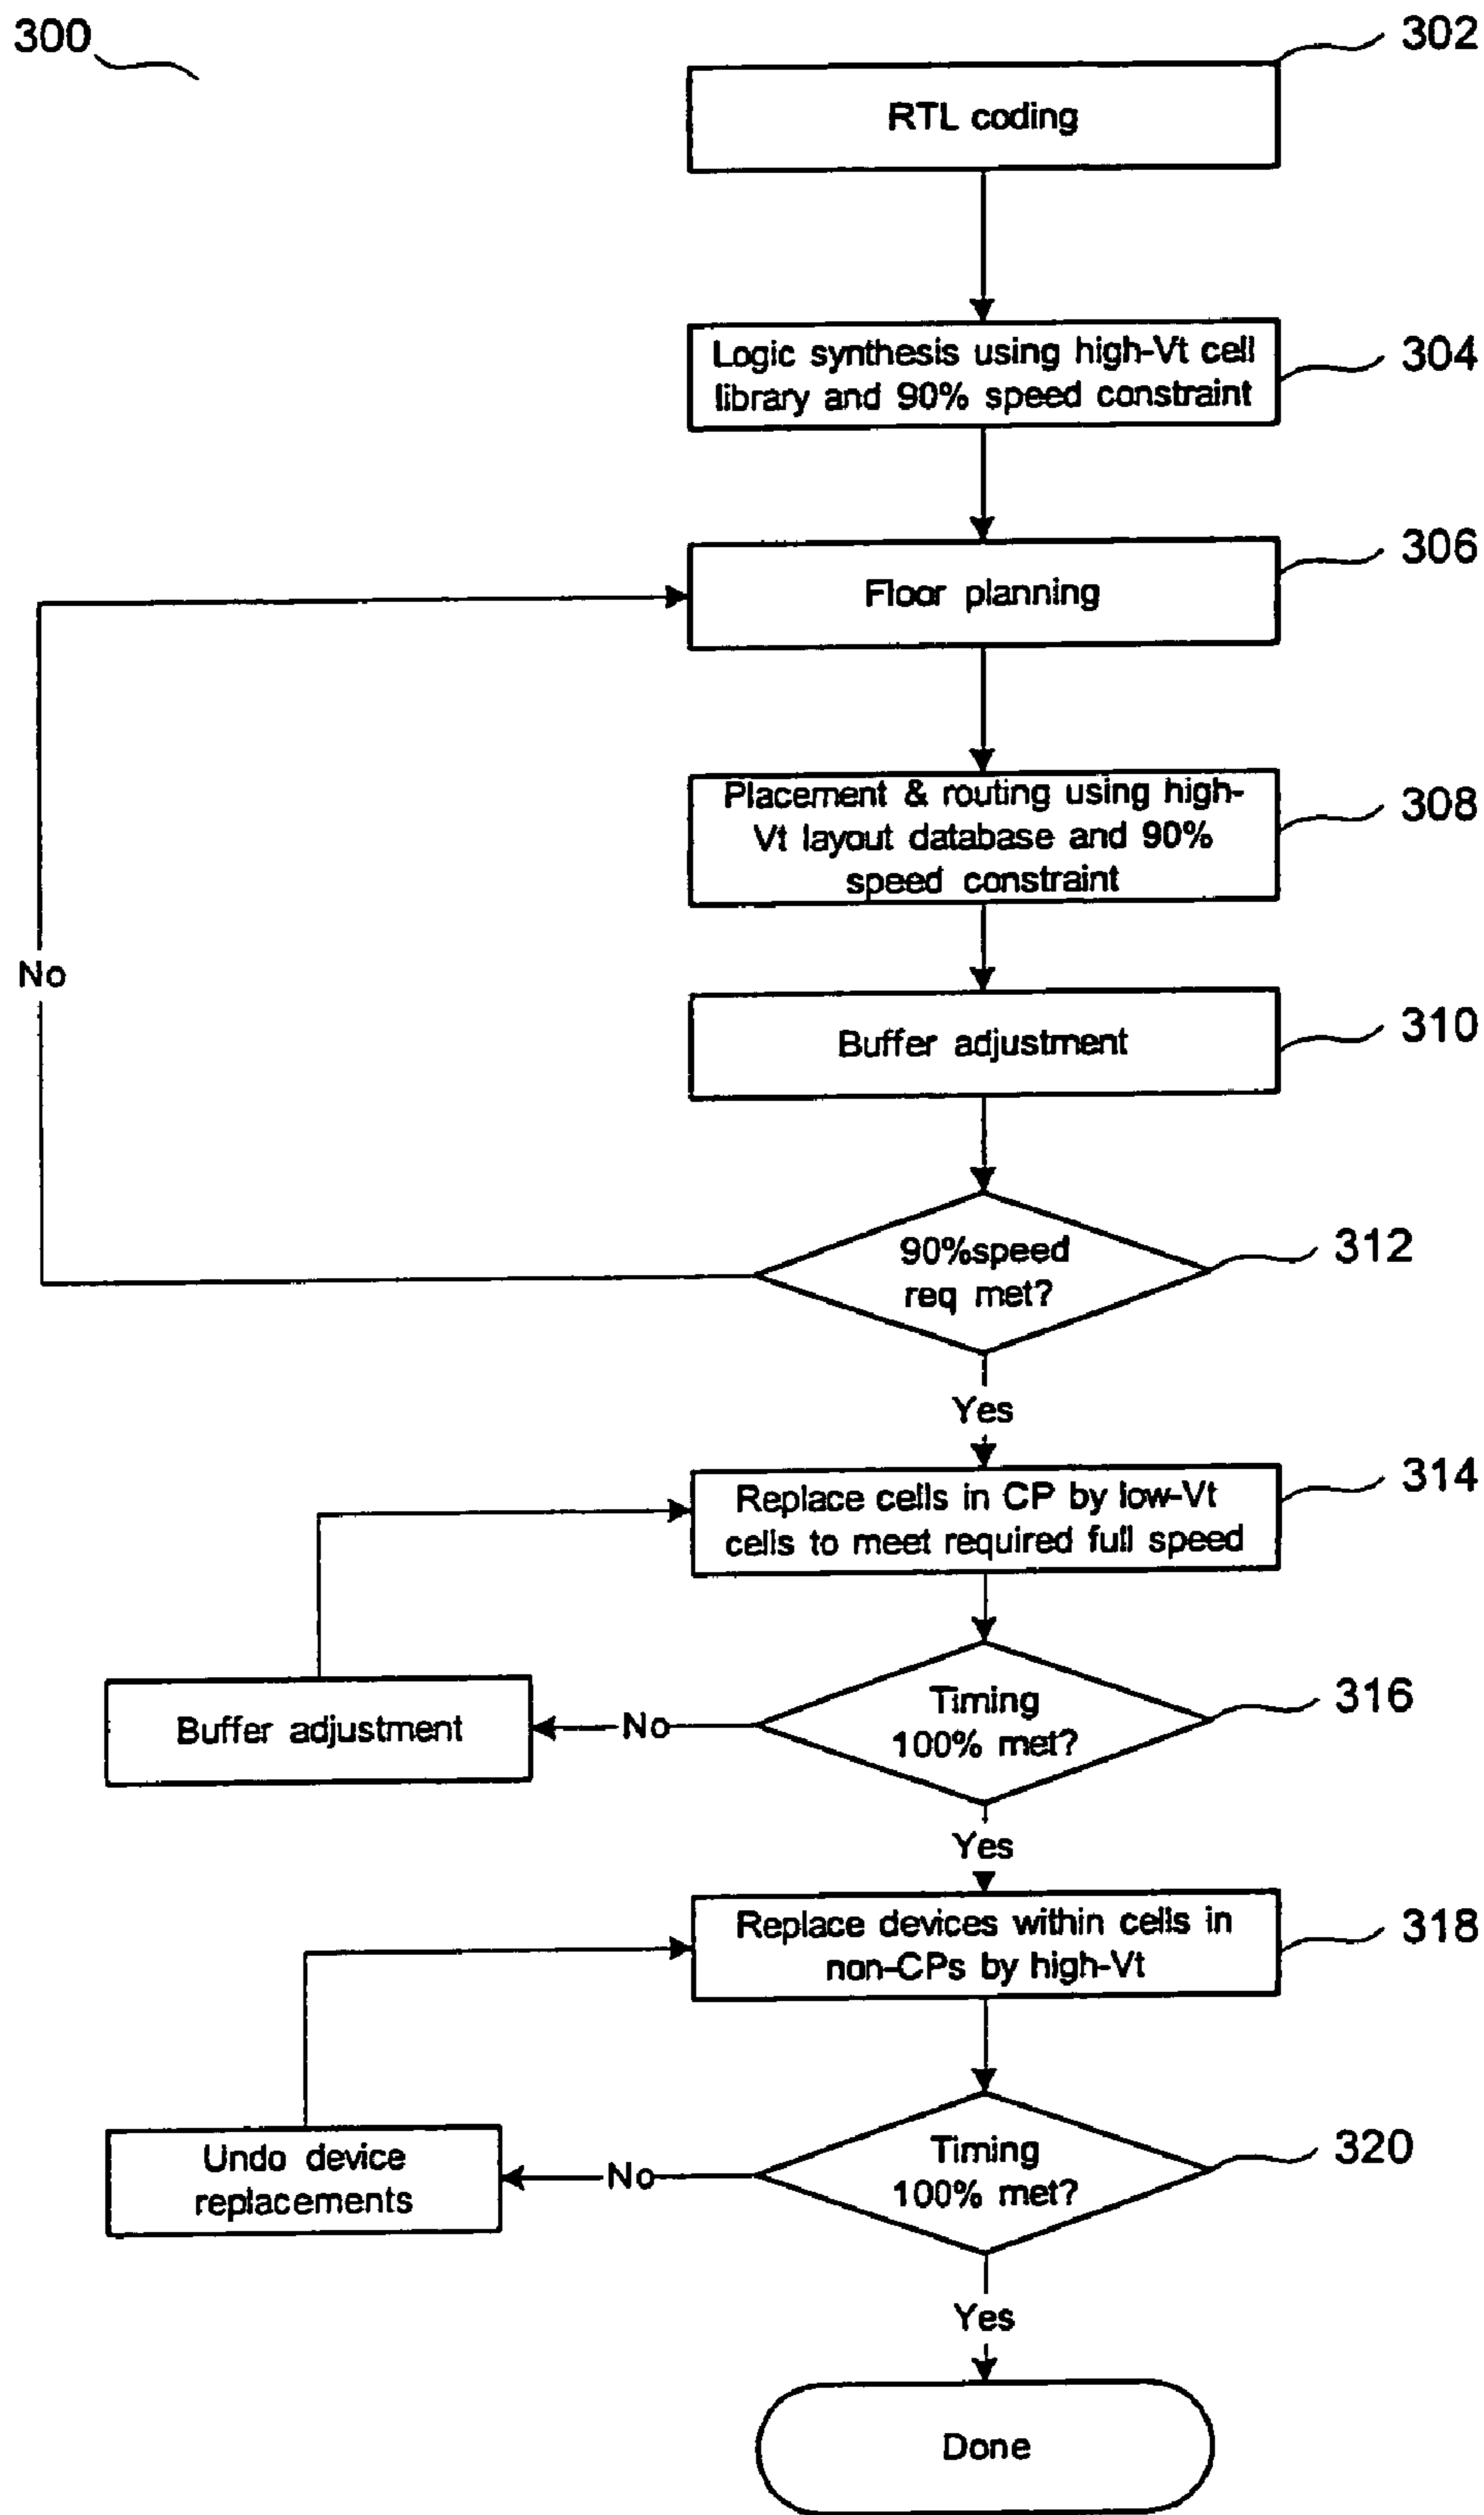 300
302
RTL coding
Logic synthesis using high-Vt cell
library and 90% speed constraint
304
306
Floor planning
Placement & routing using high-
Vt layout database and 90%
speed constraint
308
No
310
Buffer adjustment
90%speed
req met?
312
Yes
Replace cells in CP by low-Vt
cells to meet required full speed
314
Timing
100% met?
316
No
Buffer adjustment
Yes
Replace devices within cells in
non-CPs by high-Vt
318
Timing
100% met?
320
No
Undo device
replacements
Yes
Done